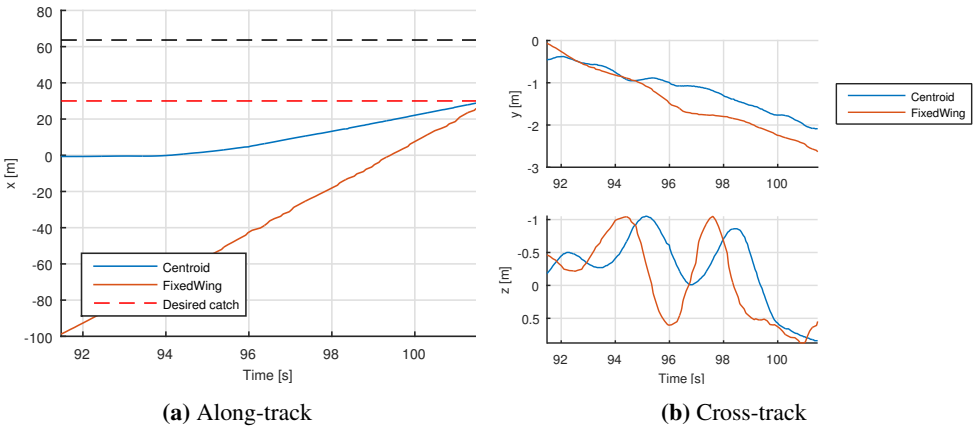 80
60
40
20
0
-20
-40
-60
-80
-100
x [m]
92
94
96
98
100
Time [s]
Centroid
FixedWing
Desired catch
(a) Along-track
0
-1
-2
-3
y [m]
92
94
96
98
100
Centroid
FixedWing
-1
-0.5
0
0.5
z [m]
92
94
96
98
100
Time [s]
(b) Cross-track